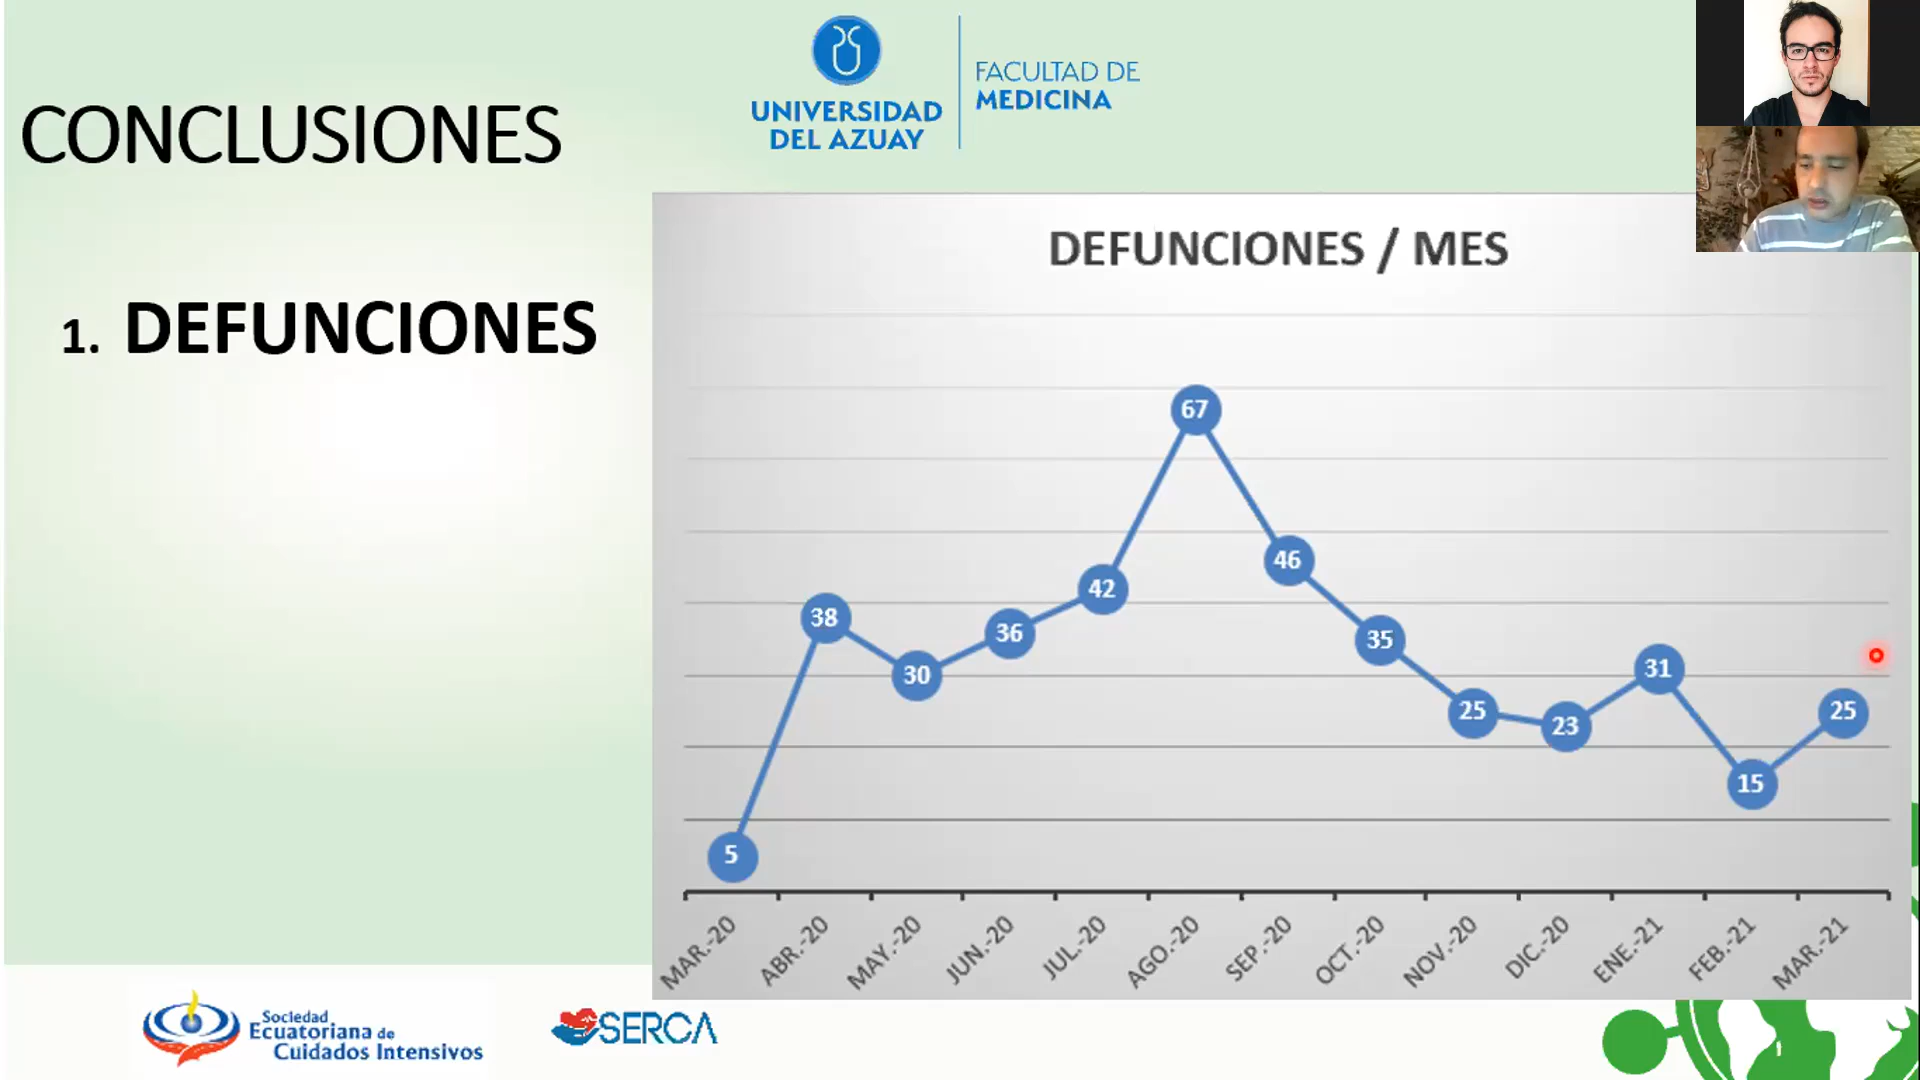 CONCLUSIONES
UNIVERSIDAD
DEL AZUAY
FACULTAD DE
MEDICINA
1. DEFUNCIONES
DEFUNCIONES / MES
67
46
42
38
36
35
30
31
25
23
25
15
5
MAR.-20
ABR.-20
MAY.-20
JUN.-20
JUL.-20
AGO.-20
SEP.-20
OCT.-20
NOV.-20
DIC.-20
ENE.-21
FEB.-21
MAR.-21
Sociedad
Ecuatoriana de
Cuidados Intensivos
SERCA